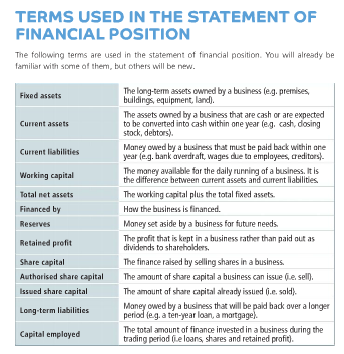 TERMS USED IN THE STATEMENT OF
FINANCIAL POSITION
The following terms are used in the statement of financial position. You will already be
familiar with some of them, but others will be new.
Fixed assets
The long-term assets owned by a business (e.g. premises,
buildings, equipment, land).
Current assets
The assets owned by a business that are cash or are expected
to be converted into cash within one year (e.g. cash, closing
stock, debtors).
Current liabilities
Money owed by a business that must be paid back within one
year (e.g. bank overdraft, wages due to employees, creditors).
Working capital
The money available for the daily running of a business. It is
the difference between current assets and current liabilities.
Total net assets
The working capital plus the total fixed assets.
Financed by
How the business is financed.
Reserves
Money set aside by a business for future needs.
Retained profit
The profit that is kept in a business rather than paid out as
dividends to shareholders.
Share capital
The finance raised by selling shares in a business.
Authorised share capital
The amount of share capital a business can issue (i.e. sell).
Issued share capital
The amount of share capital already issued (i.e. sold).
Long-term liabilities
Money owed by a business that will be paid back over a longer
period (e.g. a ten-year loan, a mortgage).
Capital employed
The total amount of finance invested in a business during the
trading period (i.e loans, shares and retained profit).